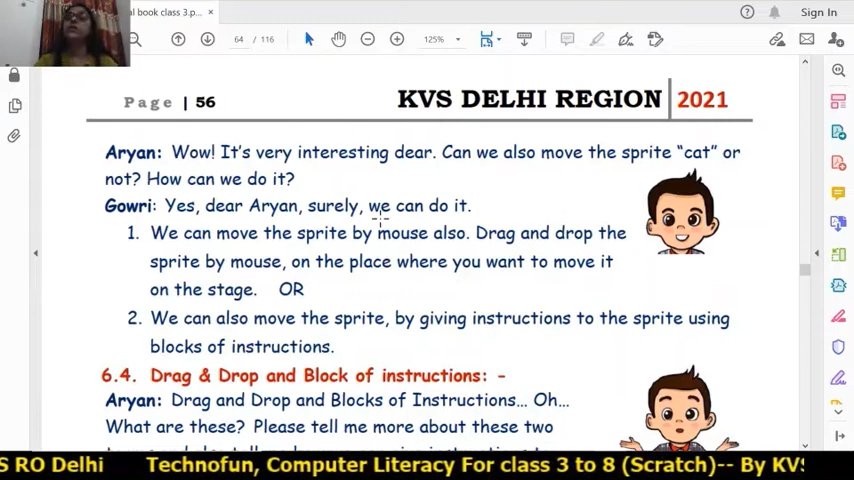 al book class 3.p... ×
Sign In
64 / 116
125%
Page | 56
KVS DELHI REGION 2021
Aryan: Wow! It's very interesting dear. Can we also move the sprite “cat” or
not? How can we do it?
Gowri: Yes, dear Aryan, surely, we can do it.
1. We can move the sprite by mouse also. Drag and drop the
sprite by mouse, on the place where you want to move it
on the stage. OR
2. We can also move the sprite, by giving instructions to the sprite using
blocks of instructions.
6.4. Drag & Drop and Block of instructions: -
Aryan: Drag and Drop and Blocks of Instructions... Oh...
What are these? Please tell me more about these two
S RO Delhi Technofun, Computer Literacy For class 3 to 8 (Scratch)-- By KVS